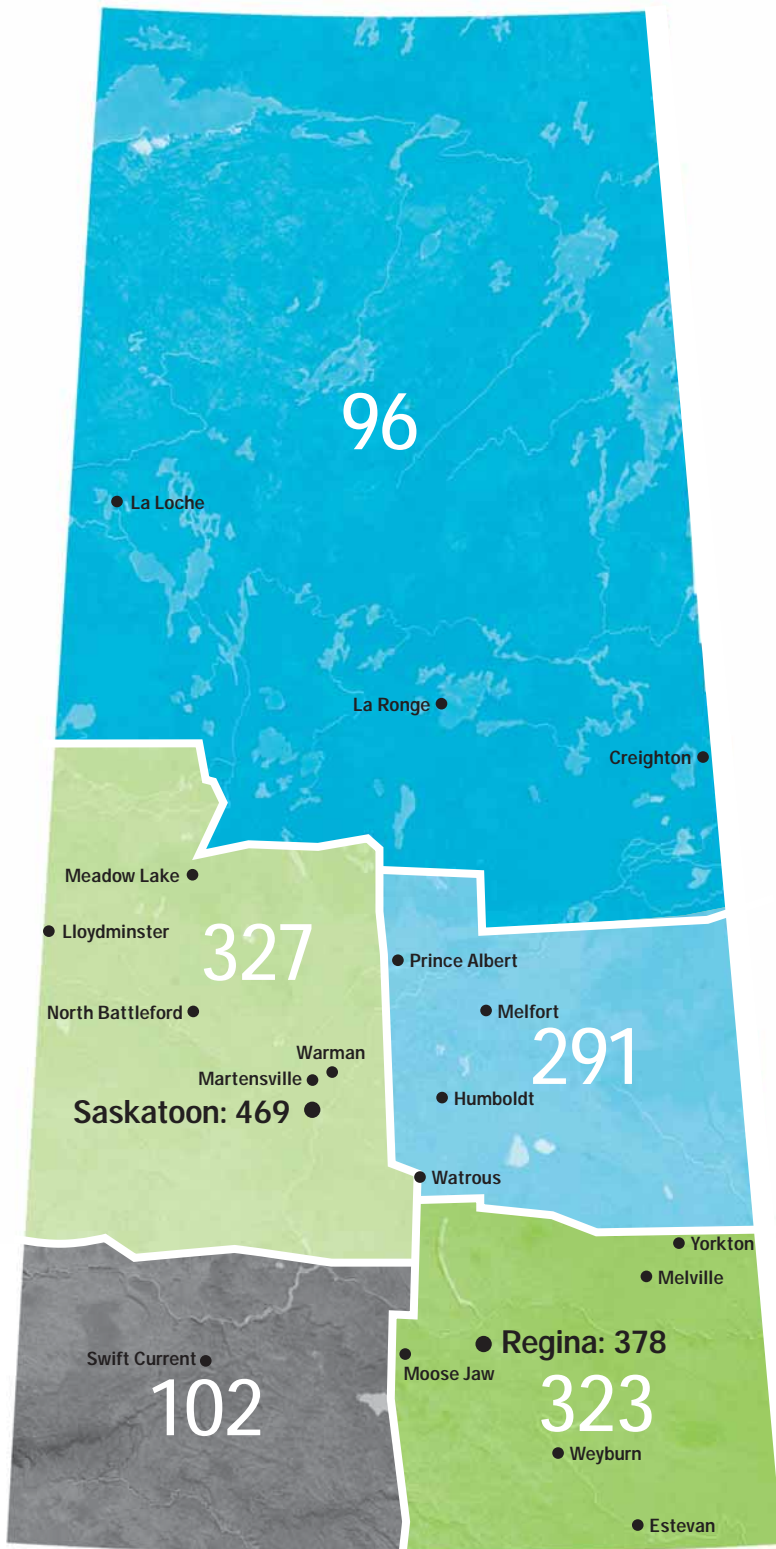 96
La Loche
La Ronge
Creighton
Meadow Lake
Lloydminster
327
Prince Albert
North Battleford
Melfort
291
Warman
Martensville
Humboldt
Saskatoon: 469
Watrous
Yorkton
Melville
Regina: 378
Swift Current
Moose Jaw
102
323
Weyburn
Estevan